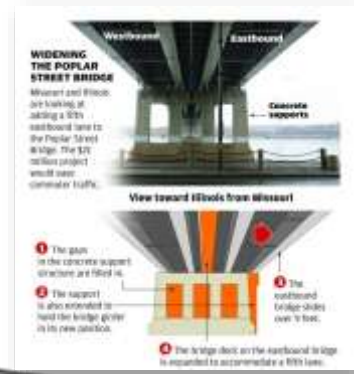 Westbound
Eastbound
WIDENING
THE POPLAR
STREET BRIDGE
Missouri and Illinois
are looking at
adding a fifth
eastbound lane to
the Poplar Street
Bridge. The
million project
would ease
commuter traffic.
Concrete
supports
View toward Illinois from Missouri
1 The gaps
in the concrete support
structure are filled in.
2 The support
is also extended to
hold the bridge girder
in its new position.
3 The
eastbound
bridge slides
over 9 feet.
4 The bridge deck on the eastbound bridge
is expanded to accommodate a fifth lane.